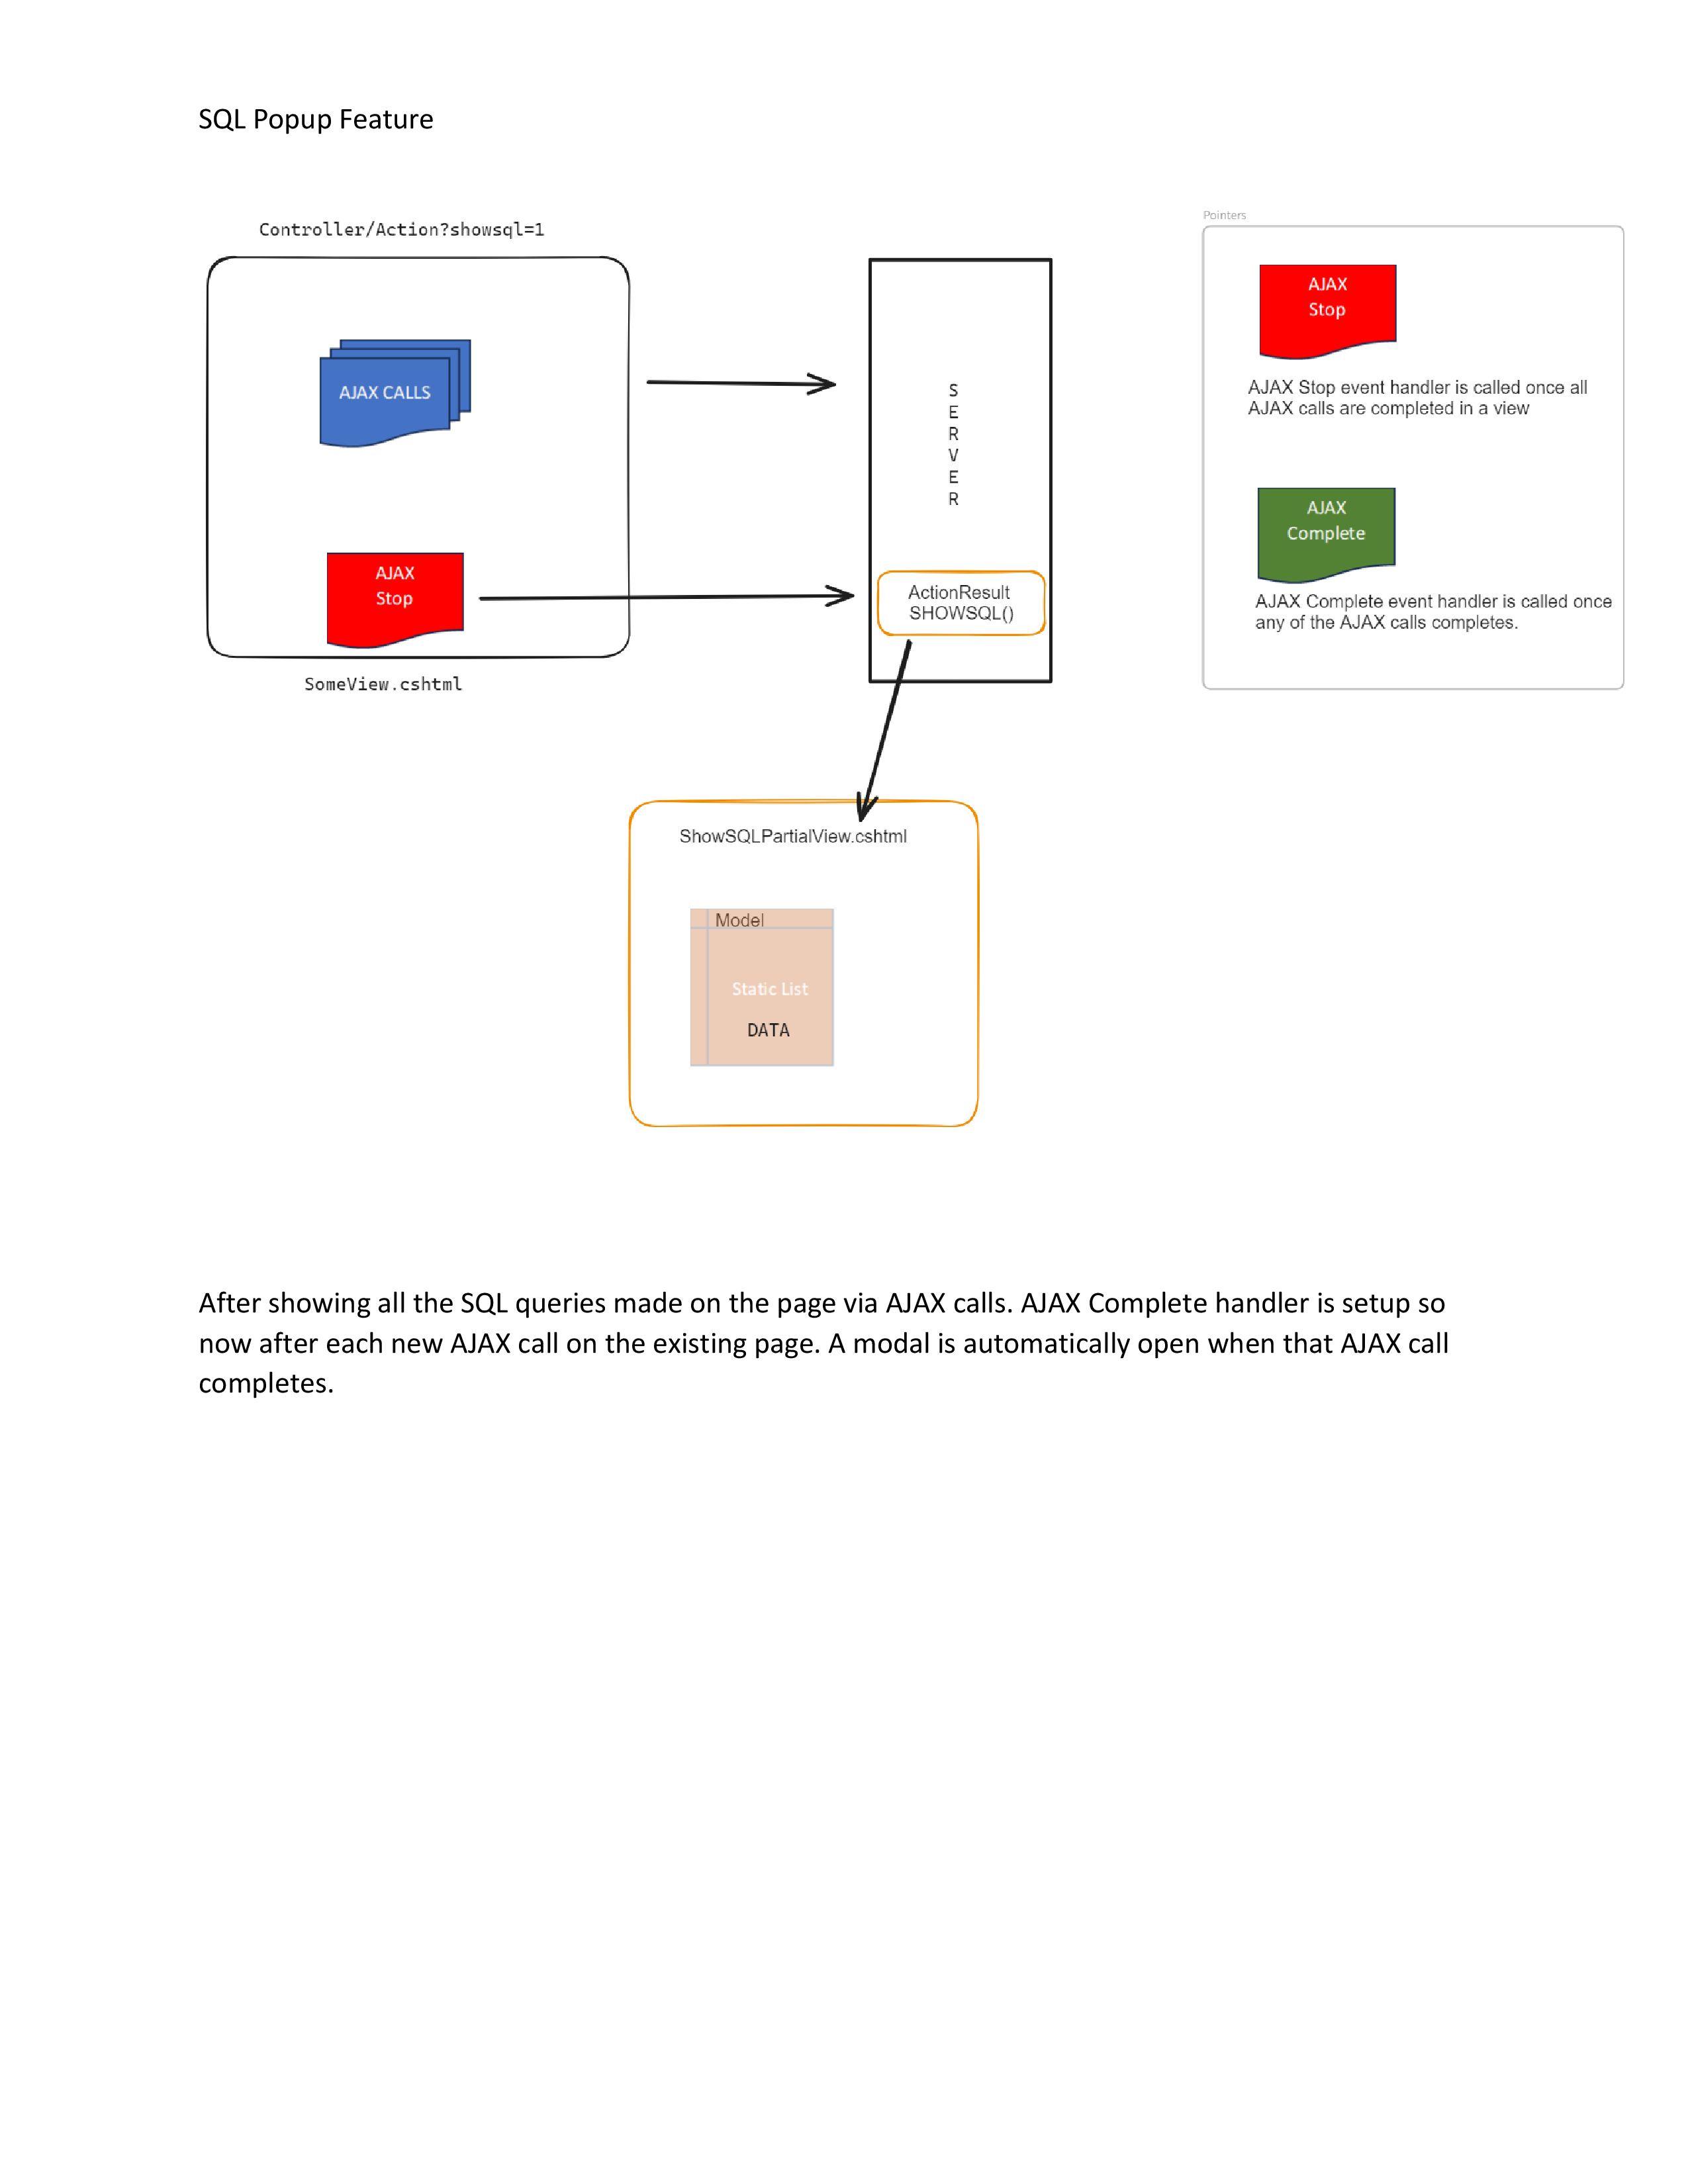 SQL Popup Feature
Controller/Action?showsql=1
AJAX CALLS
AJAX
Stop
SomeView.cshtml
S
E
R
V
E
R
ActionResult
SHOWSQL()
Pointers
AJAX
Stop
AJAX Stop event handler is called once all
AJAX calls are completed in a view
AJAX
Complete
AJAX Complete event handler is called once
any of the AJAX calls completes.
ShowSQLPartialView.cshtml
Model
Static List
DATA
After showing all the SQL queries made on the page via AJAX calls. AJAX Complete handler is setup so
now after each new AJAX call on the existing page. A modal is automatically open when that AJAX call
completes.